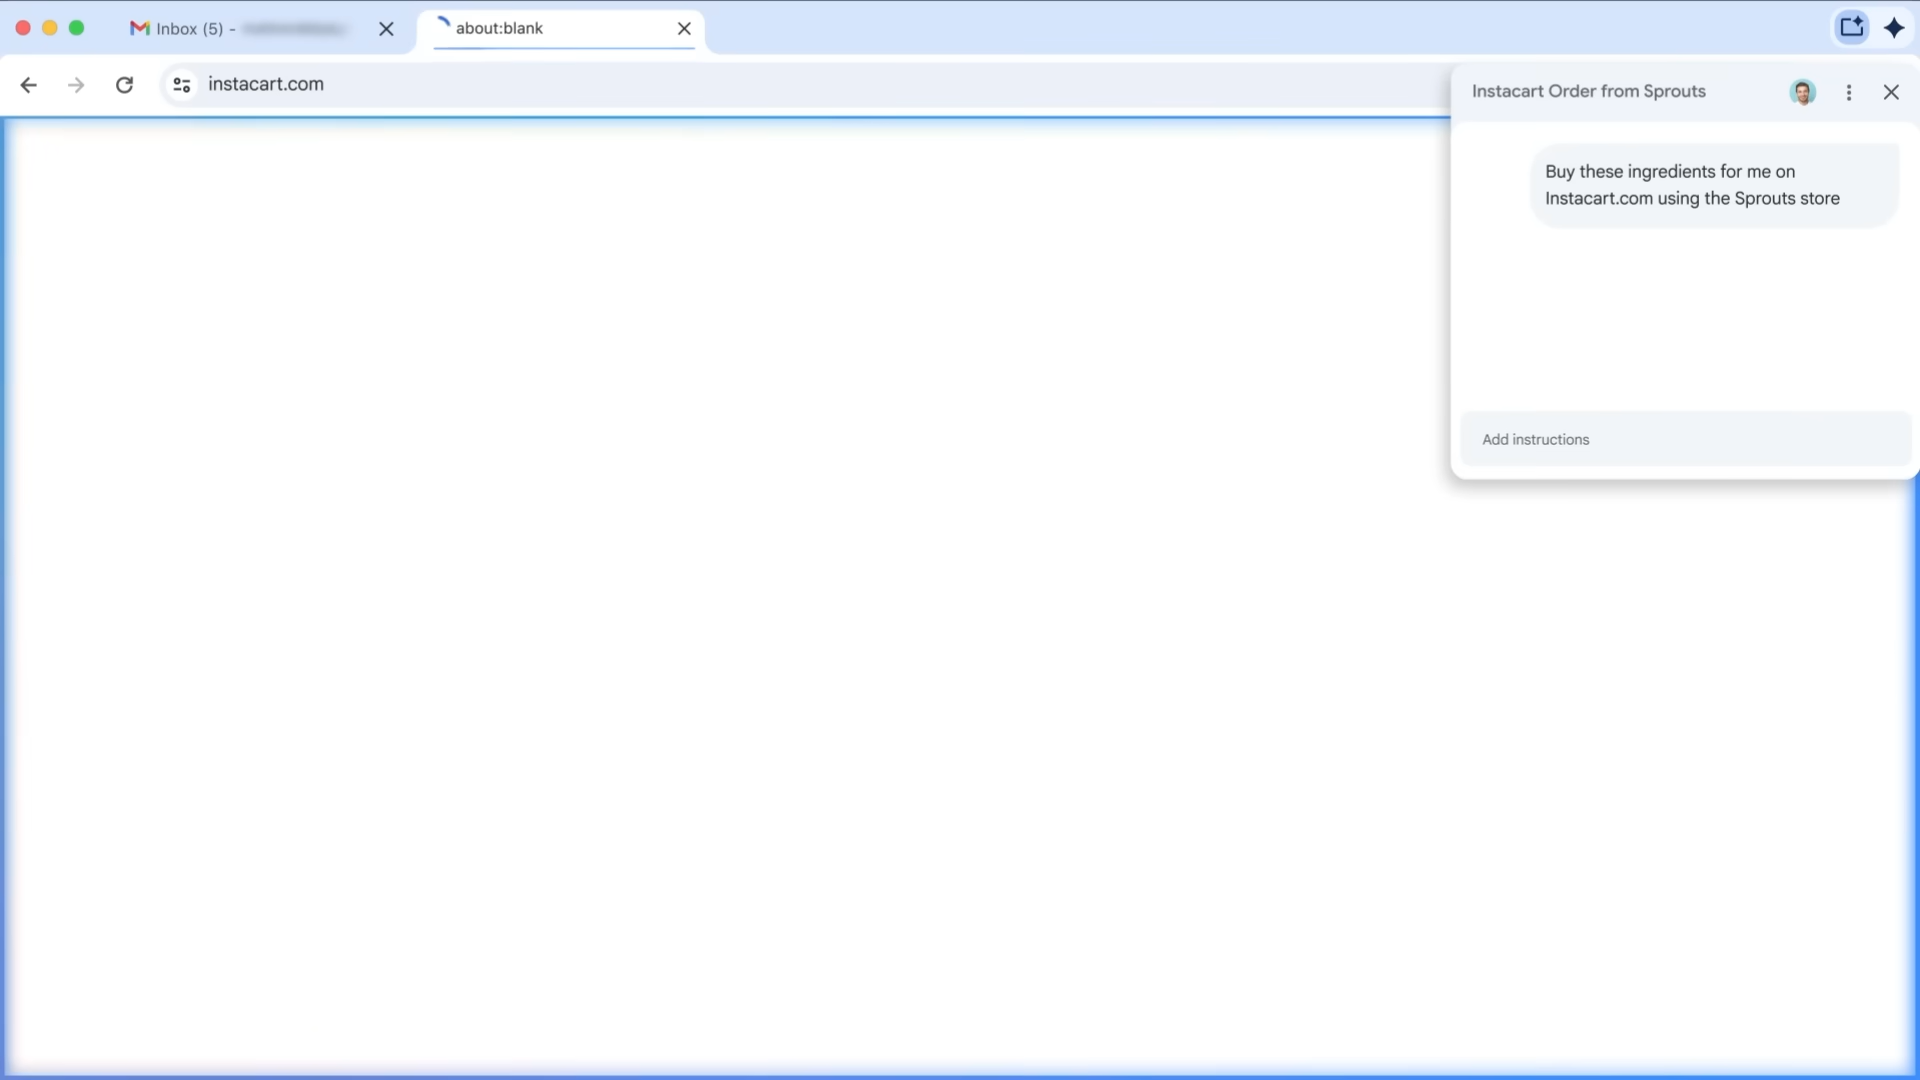 Inbox (5) -
about:blank
instacart.com
Instacart Order from Sprouts
Buy these ingredients for me on
Instacart.com using the Sprouts store
Add instructions